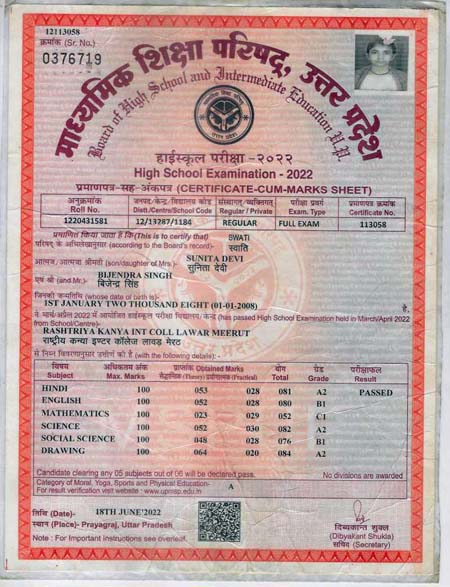 12113058
क्रमांक (Sr. No.)
0376719
माध्यमिक शिक्षा परिषद्, उत्तर प्रदेश
Board of High School and Intermediate Education U.P.
हाईस्कूल परीक्षा -२०२२
High School Examination - 2022
प्रमाणपत्र-सह-अंकपत्र (CERTIFICATE-CUM-MARKS SHEET)
अनुक्रमांक जनपद/केन्द्र/विद्यालय कोड संस्थागत/व्यक्तिगत परीक्षा प्रवर्ग प्रमाणपत्र क्रमांक
Roll No. Distt./Centre/School Code Regular / Private Exam. Type Certificate No.
1220431581 12/13287/1184 REGULAR FULL EXAM 113058
प्रमाणित किया जाता है कि(This is to certify that) SWATI
परिषद् के अभिलेखानुसार (according to the Board's record)- स्वाति
SUNITA DEVI
आत्मज/आत्मजा श्रीमती (son/daughter of Mrs)- सुनिता देवी
BIJENDRA SINGH
एवं श्री (and Mr.)- बिजेन्द्र सिंह
जिनकी जन्मतिथि (whose date of birth is)-
1ST JANUARY TWO THOUSAND EIGHT (01-01-2008) है,
ने मार्च/अप्रैल 2022 में आयोजित हाईस्कूल परीक्षा विद्यालय/केन्द्र (has passed High School Examination held in March/April 2022
from School/Centre)-
RASHTRIYA KANYA INT COLL LAWAR MEERUT
राष्ट्रीय कन्या इण्टर कॉलेज लावड़ मेरठ
से निम्न विवरणानुसार उत्तीर्ण की है (with the following details):
विषय अधिकतम अंक प्राप्तांक Obtained Marks योग ग्रेड परीक्षाफल
Subject Max. Marks सैद्धान्तिक (Theory) प्रयोगात्मक (Practical) Total Grade Result
HINDI 100 053 028 081 A2 PASSED
ENGLISH 100 052 028 080 B1
MATHEMATICS 100 023 029 052 C1
SCIENCE 100 052 030 082 A2
SOCIAL SCIENCE 100 048 028 076 B1
DRAWING 100 064 020 084 A2
Candidate clearing any 05 subjects out of 06 will be declared pass. No divisions are awarded
Category of Moral, Yoga, Sports and Physical Education- A
For result verification visit website : www.upmsp.edu.in
तिथि (Date)- 18TH JUNE'2022
स्थान (Place)- Prayagraj, Uttar Pradesh
दिब्यकान्त शुक्ल
(Dibyakant Shukla)
सचिव (Secretary)
Note : For Important instructions see overleaf.